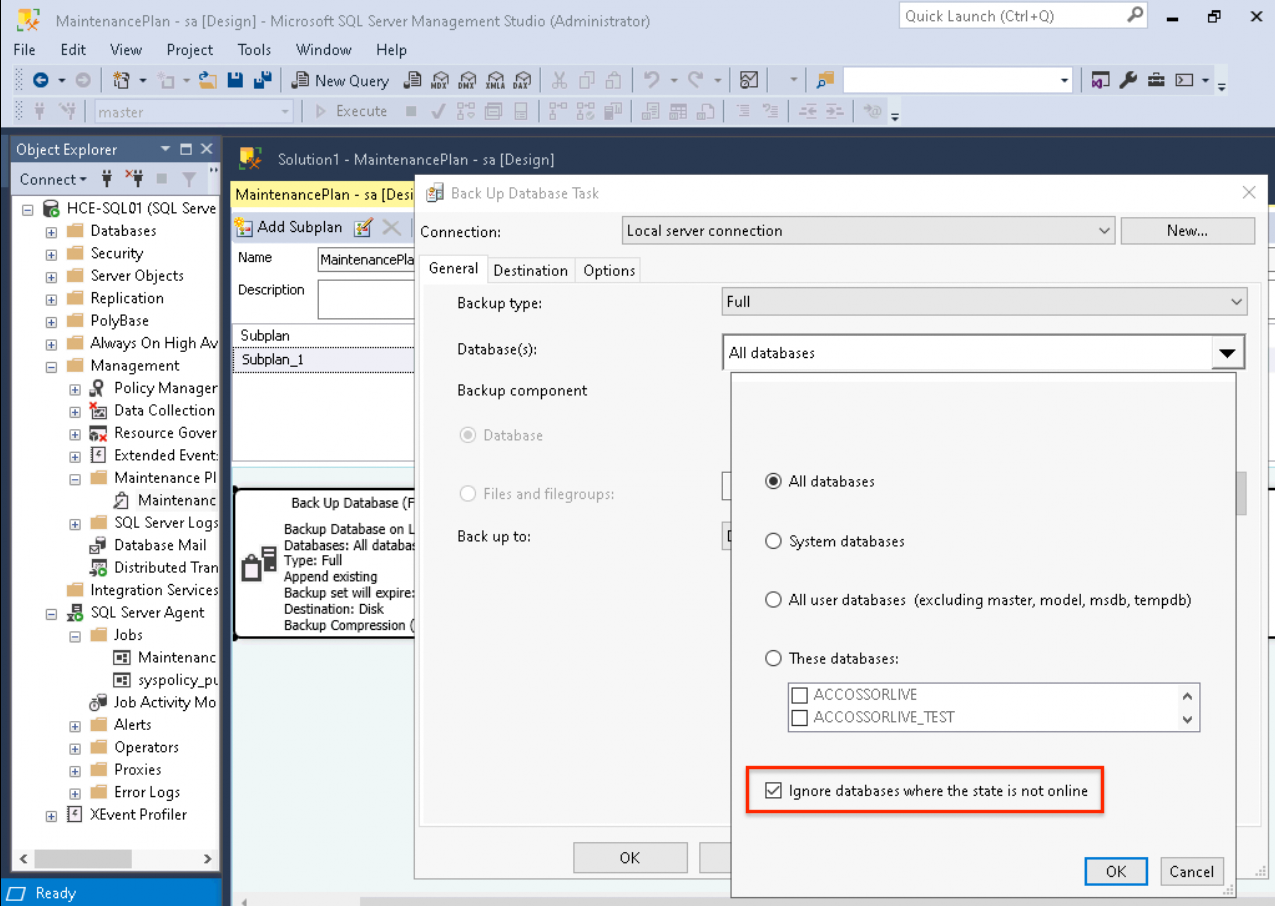 MaintenancePlan - sa [Design] - Microsoft SQL Server Management Studio (Administrator)
Quick Launch (Ctrl+Q)
File Edit View Project Tools Window Help
New Query MDX DMX XMLA DAX
master
Execute
Object Explorer
Connect
HCE-SQL01 (SQL Serve
Databases
Security
Server Objects
Replication
PolyBase
Always On High Av
Management
Policy Manager
Data Collection
Resource Gover
Extended Event:
Maintenance Pl
Maintenanc
SQL Server Logs
Database Mail
Distributed Tran
Integration Services
SQL Server Agent
Jobs
Maintenanc
syspolicy_pu
Job Activity Mo
Alerts
Operators
Proxies
Error Logs
XEvent Profiler
Ready
Solution1 - MaintenancePlan - sa [Design]
MaintenancePlan - sa [Desi
Add Subplan
Name
MaintenancePla
Description
Subplan
Subplan_1
Back Up Database (F
Backup Database on L
Databases: All databas
Type: Full
Append existing
Backup set will expire:
Destination: Disk
Backup Compression (
Back Up Database Task
Connection:
Local server connection
New...
General Destination Options
Backup type:
Full
Database(s):
All databases
Backup component
Database
Files and filegroups:
Back up to:
OK
All databases
System databases
All user databases (excluding master, model, msdb, tempdb)
These databases:
ACCOSSORLIVE
ACCOSSORLIVE_TEST
Ignore databases where the state is not online
OK
Cancel